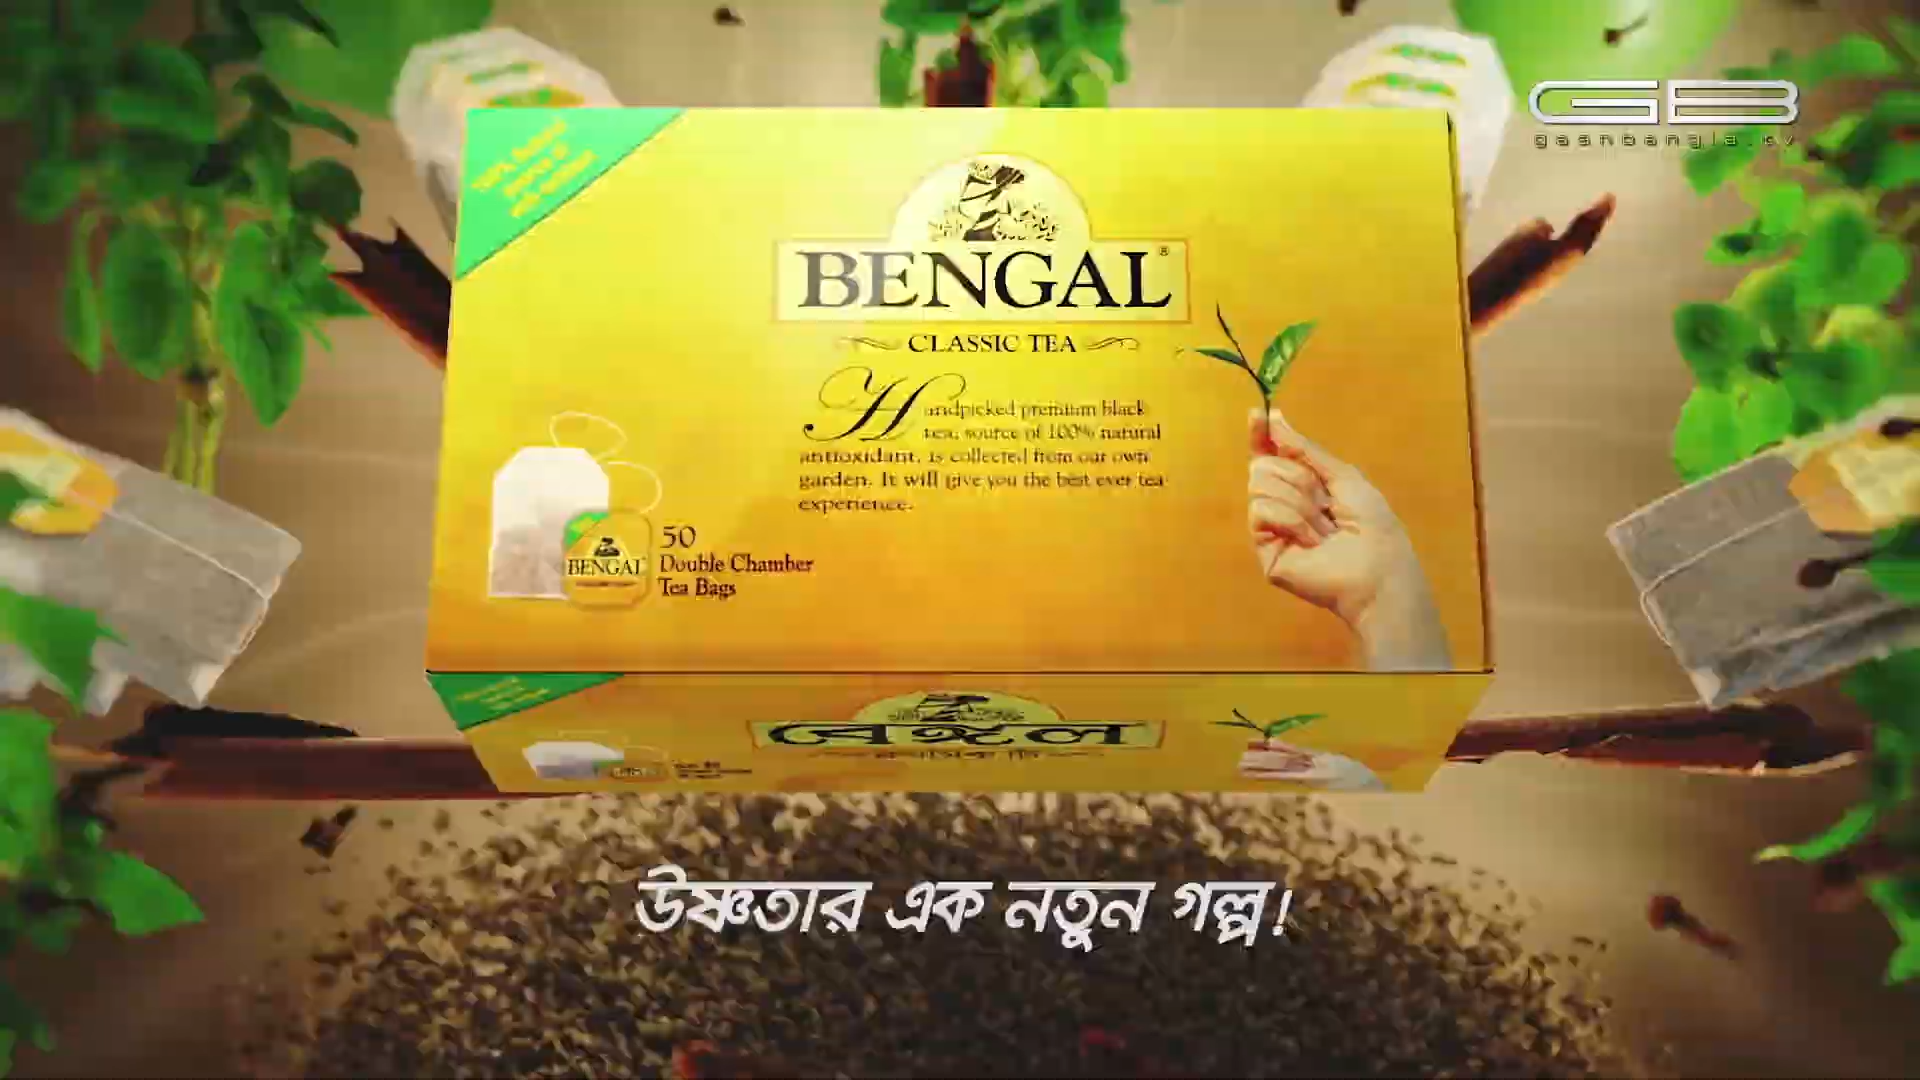 GB
gaanbangla.tv
BENGAL®
CLASSIC TEA
Handpicked premium black
tea, source of 100% natural
antioxidant, is collected from our own
garden. It will give you the best ever tea
experience.
50
BENGAL
Double Chamber
Tea Bags
বেঙ্গল
উষ্ণতার এক নতুন গল্প!